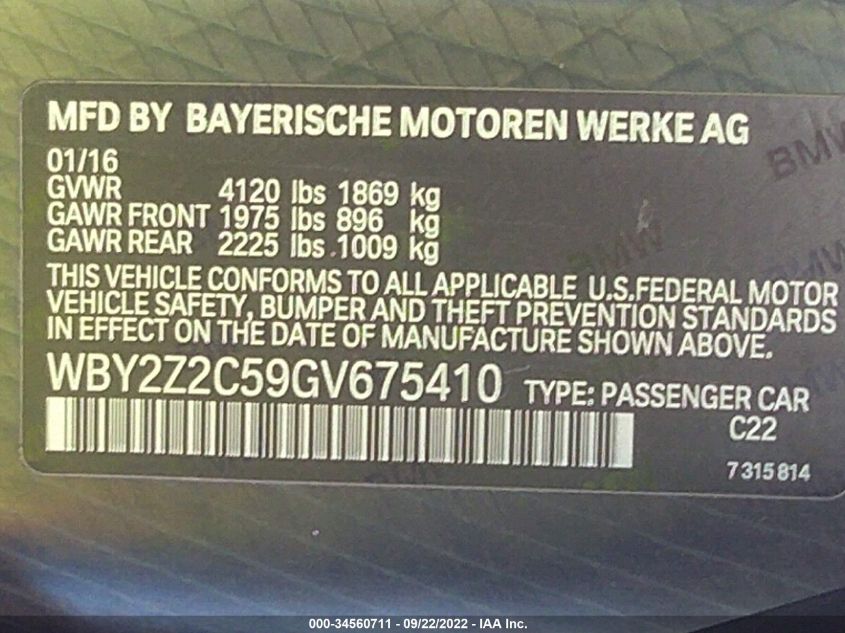 MFD BY BAYERISCHE MOTOREN WERKE AG
01/16
GVWR 4120 lbs 1869 kg
GAWR FRONT 1975 lbs 896 kg
GAWR REAR 2225 lbs 1009 kg
THIS VEHICLE CONFORMS TO ALL APPLICABLE U.S.FEDERAL MOTOR
VEHICLE SAFETY, BUMPER AND THEFT PREVENTION STANDARDS
IN EFFECT ON THE DATE OF MANUFACTURE SHOWN ABOVE.
WBY2Z2C59GV675410 TYPE: PASSENGER CAR
C22
7315814
BMW
BMW
BMW
000-34560711 - 09/22/2022 - IAA Inc.